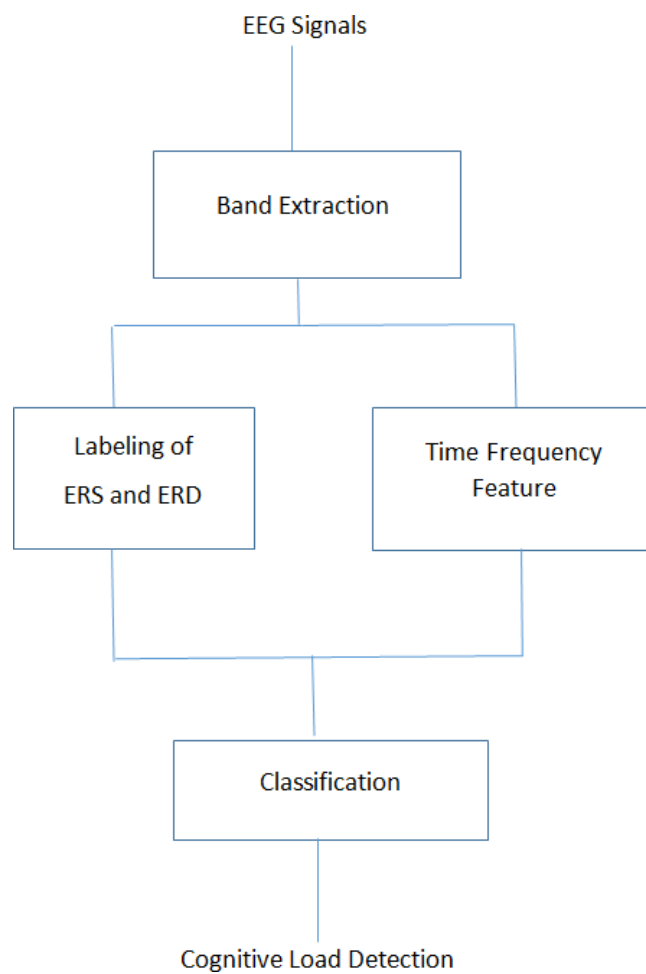 EEG Signals
Band Extraction
Labeling of
ERS and ERD
Time Frequency
Feature
Classification
Cognitive Load Detection